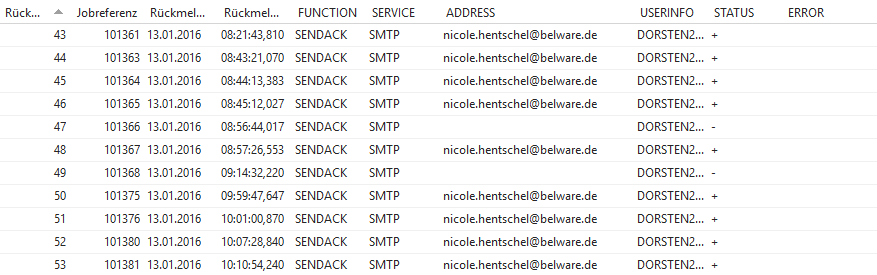 Rück... Jobreferenz Rückmel... Rückmel... FUNCTION SERVICE ADDRESS USERINFO STATUS ERROR
43 101361 13.01.2016 08:21:43,810 SENDACK SMTP nicole.hentschel@belware.de DORSTEN2... +
44 101363 13.01.2016 08:43:21,070 SENDACK SMTP nicole.hentschel@belware.de DORSTEN2... +
45 101364 13.01.2016 08:44:13,383 SENDACK SMTP nicole.hentschel@belware.de DORSTEN2... +
46 101365 13.01.2016 08:45:12,027 SENDACK SMTP nicole.hentschel@belware.de DORSTEN2... +
47 101366 13.01.2016 08:56:44,017 SENDACK SMTP DORSTEN2... -
48 101367 13.01.2016 08:57:26,553 SENDACK SMTP nicole.hentschel@belware.de DORSTEN2... +
49 101368 13.01.2016 09:14:32,220 SENDACK SMTP DORSTEN2... -
50 101375 13.01.2016 09:59:47,647 SENDACK SMTP nicole.hentschel@belware.de DORSTEN2... +
51 101376 13.01.2016 10:01:00,870 SENDACK SMTP nicole.hentschel@belware.de DORSTEN2... +
52 101380 13.01.2016 10:07:28,840 SENDACK SMTP nicole.hentschel@belware.de DORSTEN2... +
53 101381 13.01.2016 10:10:54,240 SENDACK SMTP nicole.hentschel@belware.de DORSTEN2... +